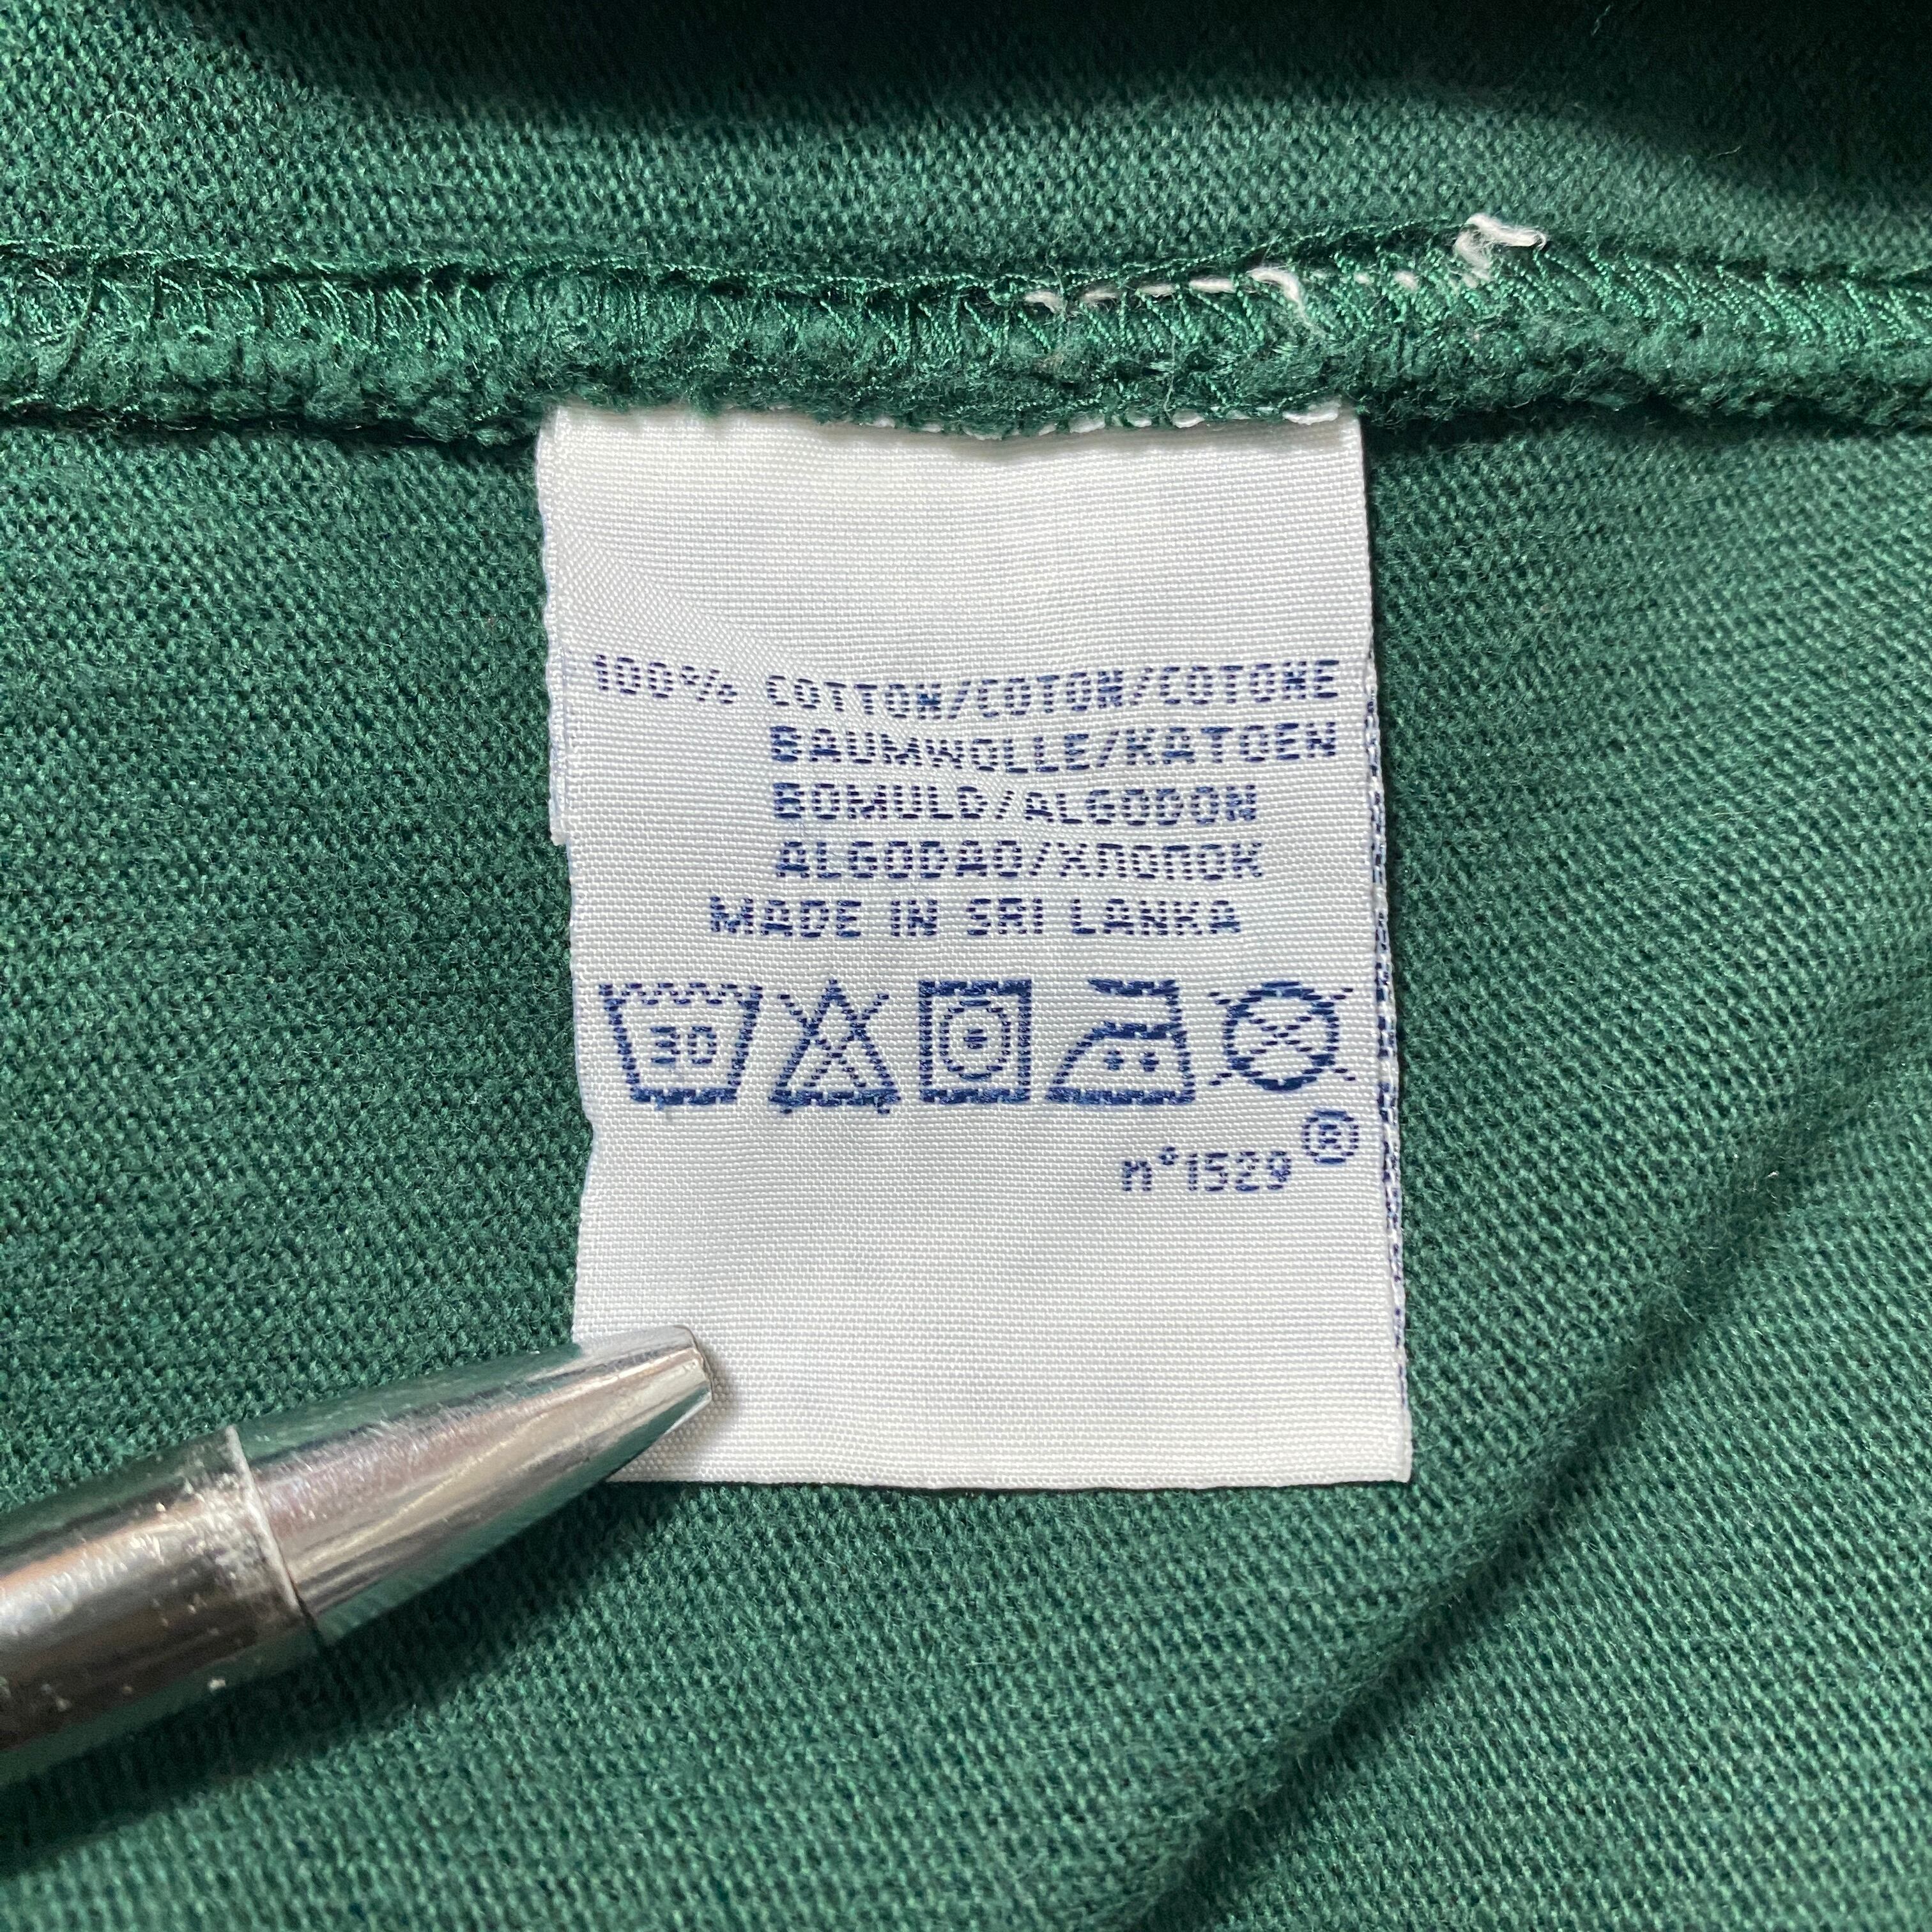 100% COTTON/COTON/COTONE
BAUMWOLLE/KATOEN
BOMULD/ALGODON
ALGODAO/ХЛОПОК
MADE IN SRI LANKA
30
n°1529®